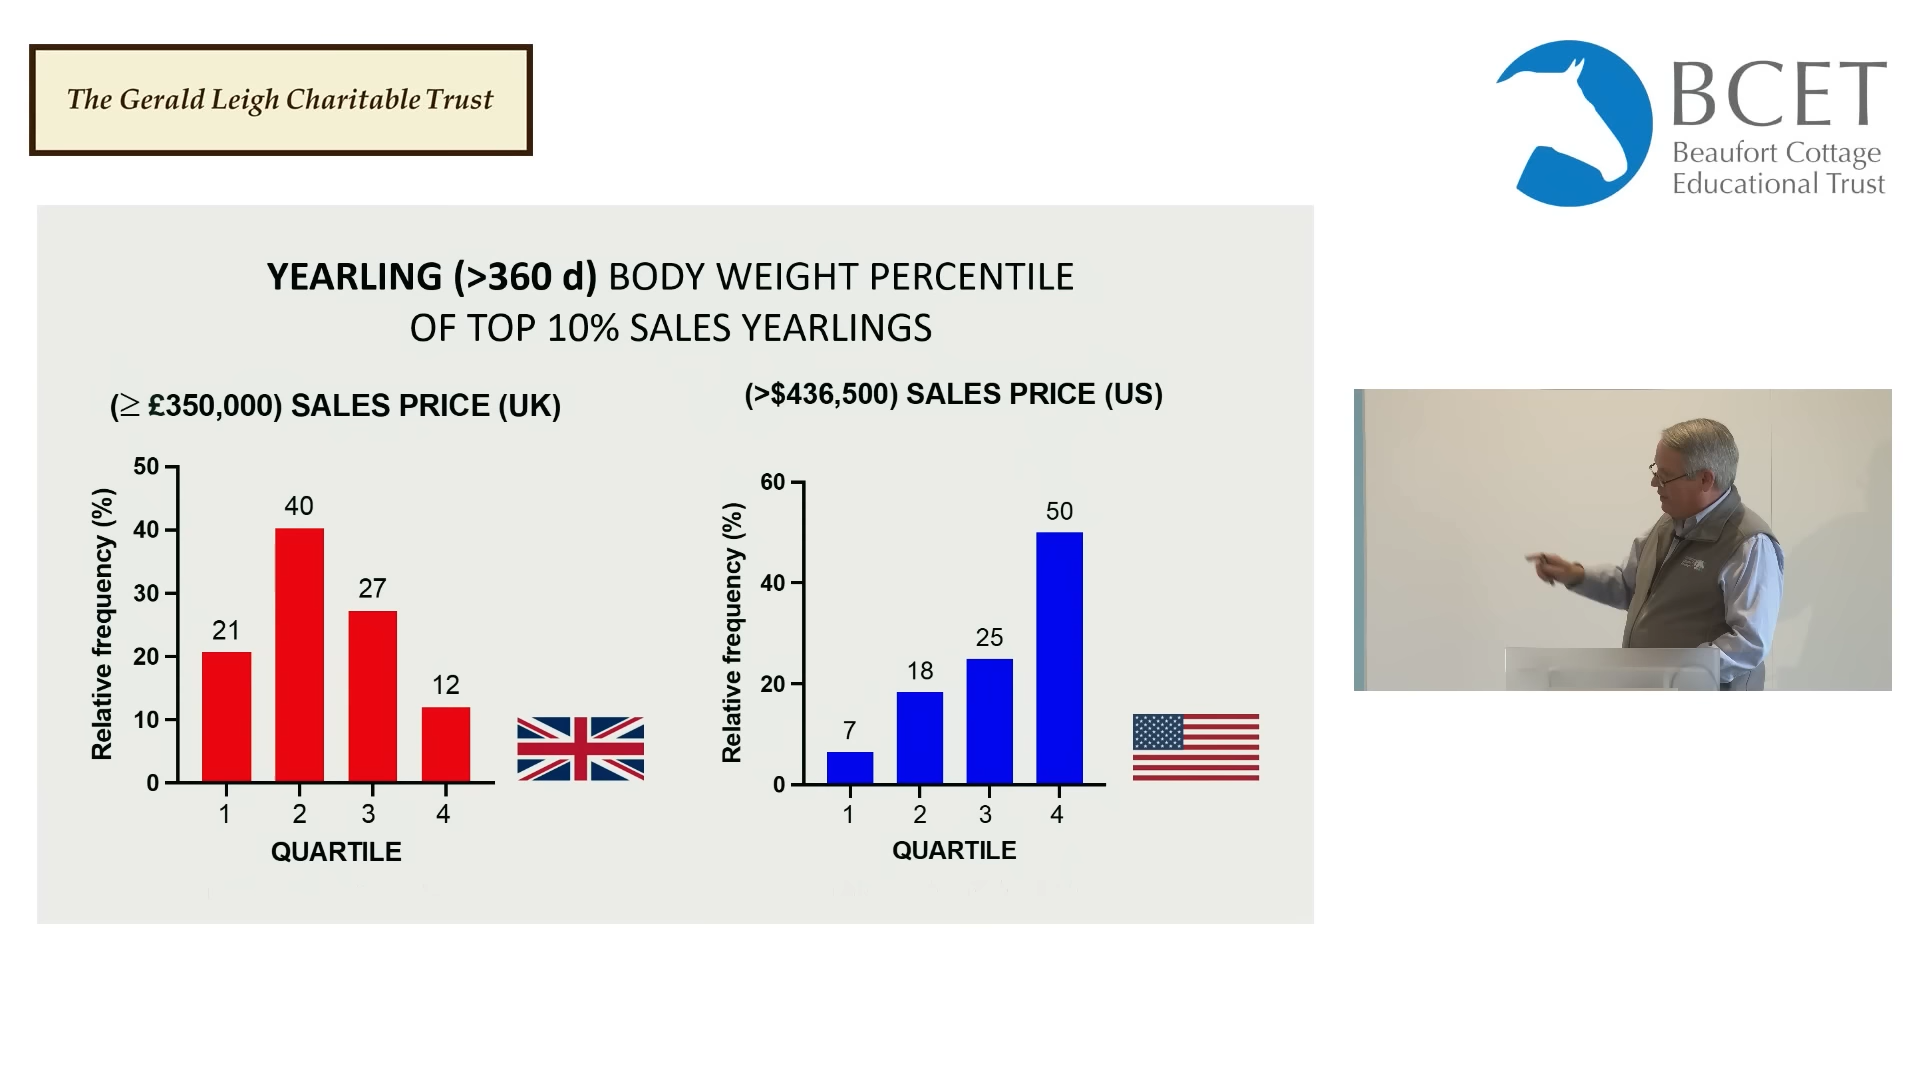 The Gerald Leigh Charitable Trust
BCET
Beaufort Cottage
Educational Trust
YEARLING (>360 d) BODY WEIGHT PERCENTILE
OF TOP 10% SALES YEARLINGS
(≥ £350,000) SALES PRICE (UK)
Relative frequency (%)
50
40
30
20
10
0
21
40
27
12
1 2 3 4
QUARTILE
(>$436,500) SALES PRICE (US)
Relative frequency (%)
60
40
20
0
7
18
25
50
1 2 3 4
QUARTILE